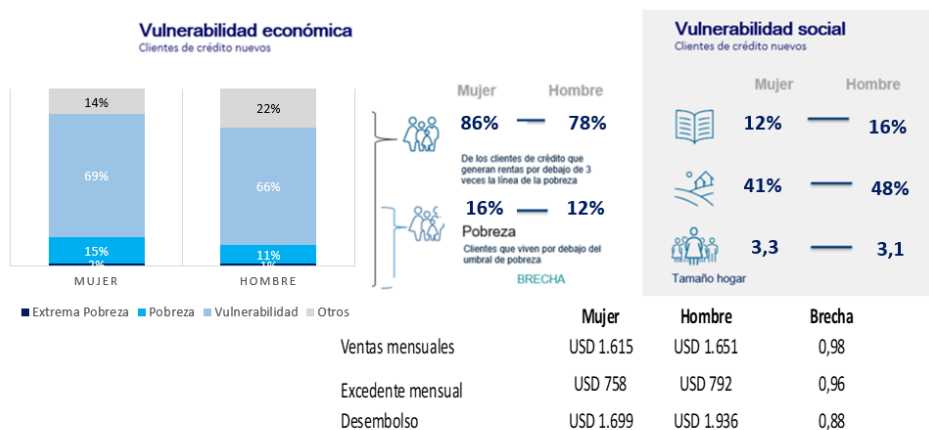 Vulnerabilidad económica
Clientes de crédito nuevos
14%
69%
15%
2%
MUJER
22%
66%
11%
1%
HOMBRE
Extrema Pobreza Pobreza Vulnerabilidad Otros
Mujer Hombre
86% 78%
De los clientes de crédito que
generan rentas por debajo de 3
veces la línea de la pobreza
16% 12%
Pobreza
Clientes que viven por debajo del
umbral de pobreza
BRECHA
Vulnerabilidad social
Clientes de crédito nuevos
Mujer Hombre
12% 16%
41% 48%
3,3 3,1
Tamaño hogar
Mujer Hombre Brecha
Ventas mensuales USD 1.615 USD 1.651 0,98
Excedente mensual USD 758 USD 792 0,96
Desembolso USD 1.699 USD 1.936 0,88